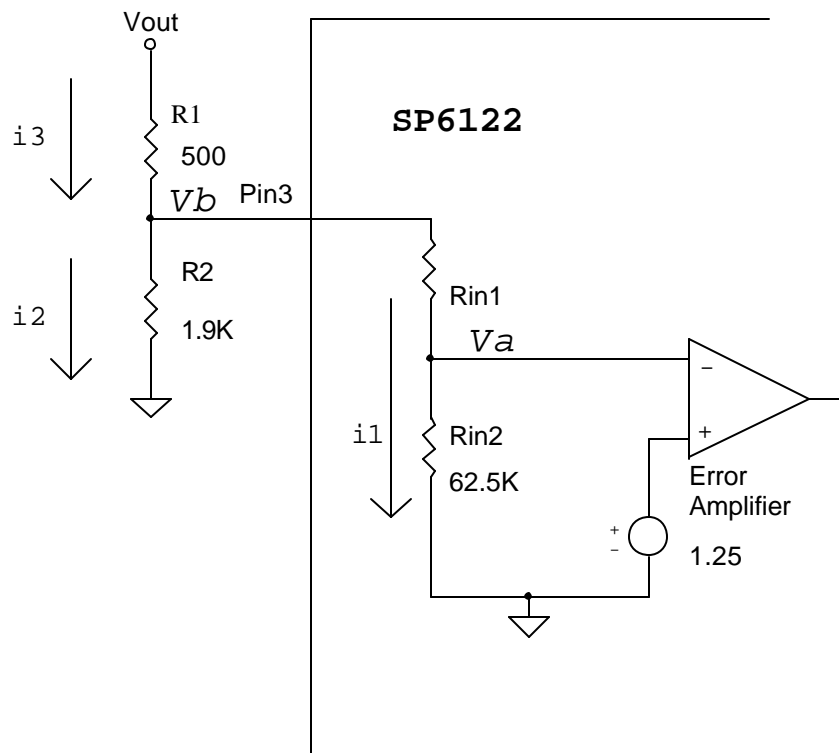 Vout
R1
SP6122
i3
500
Vb
Pin3
R2
Rin1
i2
1.9K
Va
−
i1
Rin2
+
62.5K
Error
Amplifier
+
−
1.25